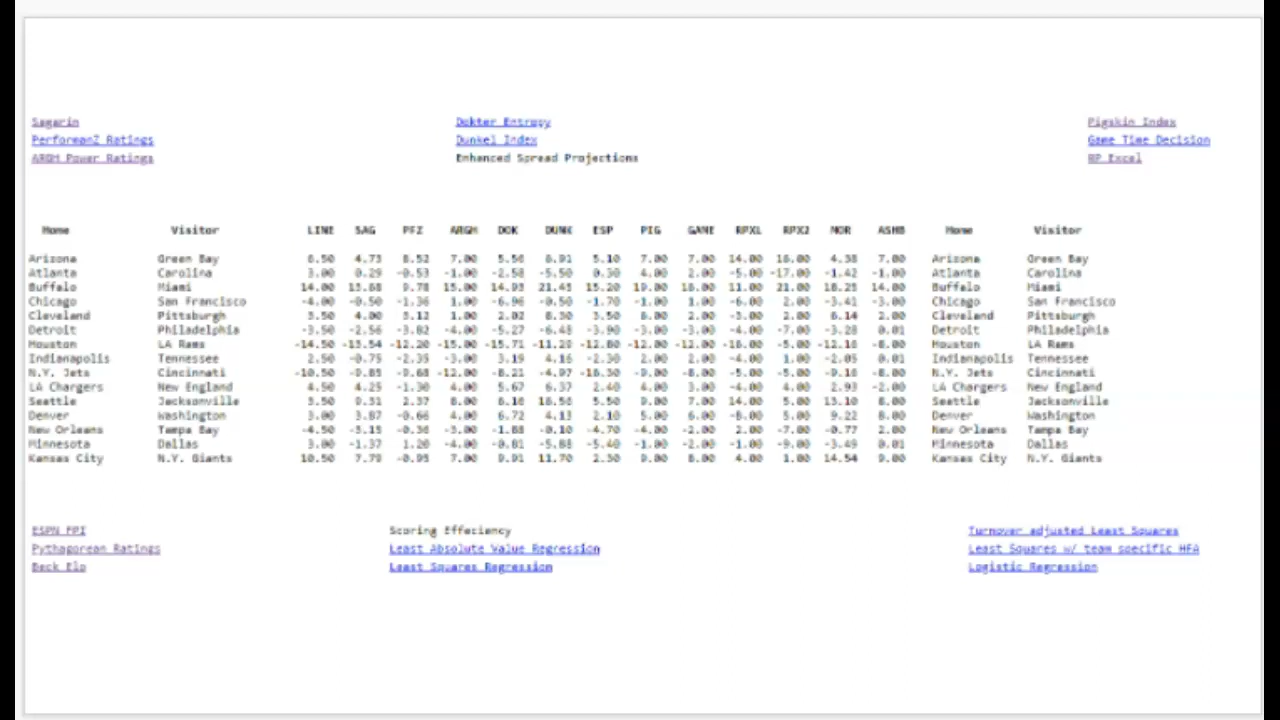 Sagarin Dokter Entropy Pigskin Index
PerformanZ Ratings Dunkel Index Game Time Decision
ARGH Power Ratings Enhanced Spread Projections RP Excel
Home Visitor LINE SAG PFZ ARGH DOK DUNK ESP PIG GAME RPXL RPX2 MOR ASHB Home Visitor
Arizona Green Bay 6.50 4.73 8.52 7.00 5.56 6.91 5.10 7.00 7.00 14.00 16.00 4.38 7.00 Arizona Green Bay
Atlanta Carolina 3.00 0.29 -0.53 -1.00 -2.58 -5.50 0.30 4.00 2.00 -5.00 -17.00 -1.42 -1.00 Atlanta Carolina
Buffalo Miami 14.00 13.68 9.78 15.00 14.93 21.45 15.20 19.00 16.00 11.00 21.00 18.25 14.00 Buffalo Miami
Chicago San Francisco -4.00 -0.50 -1.36 1.00 -6.96 -0.50 -1.70 -1.00 1.00 -6.00 2.00 -3.41 -3.00 Chicago San Francisco
Cleveland Pittsburgh 3.50 4.00 3.12 1.00 2.02 8.30 3.50 6.00 2.00 -3.00 2.00 6.14 2.00 Cleveland Pittsburgh
Detroit Philadelphia -3.50 -2.56 -3.82 -4.00 -5.27 -6.48 -3.90 -3.00 -3.00 -4.00 -7.00 -3.28 0.01 Detroit Philadelphia
Houston LA Rams -14.50 -13.54 -12.20 -15.00 -15.71 -11.20 -12.80 -12.00 -12.00 -16.00 -5.00 -12.16 -8.00 Houston LA Rams
Indianapolis Tennessee 2.50 -0.75 -2.35 -3.00 3.19 4.16 -2.30 2.00 2.00 -4.00 1.00 -2.05 0.01 Indianapolis Tennessee
N.Y. Jets Cincinnati -10.50 -9.85 -9.68 -12.00 -8.21 -4.97 -9.00 -8.00 -5.00 -5.00 -9.16 -8.00 N.Y. Jets Cincinnati
LA Chargers New England 4.50 4.25 -1.30 4.00 5.67 6.37 2.40 4.00 3.00 -4.00 4.00 2.93 -2.00 LA Chargers New England
Seattle Jacksonville 3.50 9.31 2.37 8.00 8.16 18.56 5.50 9.00 7.00 14.00 5.00 13.10 8.00 Seattle Jacksonville
Denver Washington 3.00 3.87 -0.66 4.00 6.72 4.13 2.10 5.00 6.00 -8.00 5.00 9.22 8.00 Denver Washington
New Orleans Tampa Bay -4.50 -3.15 -0.36 -3.00 -1.88 -0.10 -4.70 -4.00 -2.00 2.00 -7.00 -0.77 2.00 New Orleans Tampa Bay
Minnesota Dallas 3.00 -1.37 1.20 -4.00 -0.81 -5.88 -5.40 -1.00 -2.00 -1.00 -9.00 -3.49 0.01 Minnesota Dallas
Kansas City N.Y. Giants 10.50 7.79 -0.95 7.00 9.91 11.70 2.50 9.00 8.00 4.00 1.00 14.54 9.00 Kansas City N.Y. Giants
ESPN FPI Scoring Effeciency Turnover adjusted Least Squares
Pythagorean Ratings Least Absolute Value Regression Least Squares w/ team specific HFA
Beck Elo Least Squares Regression Logistic Regression